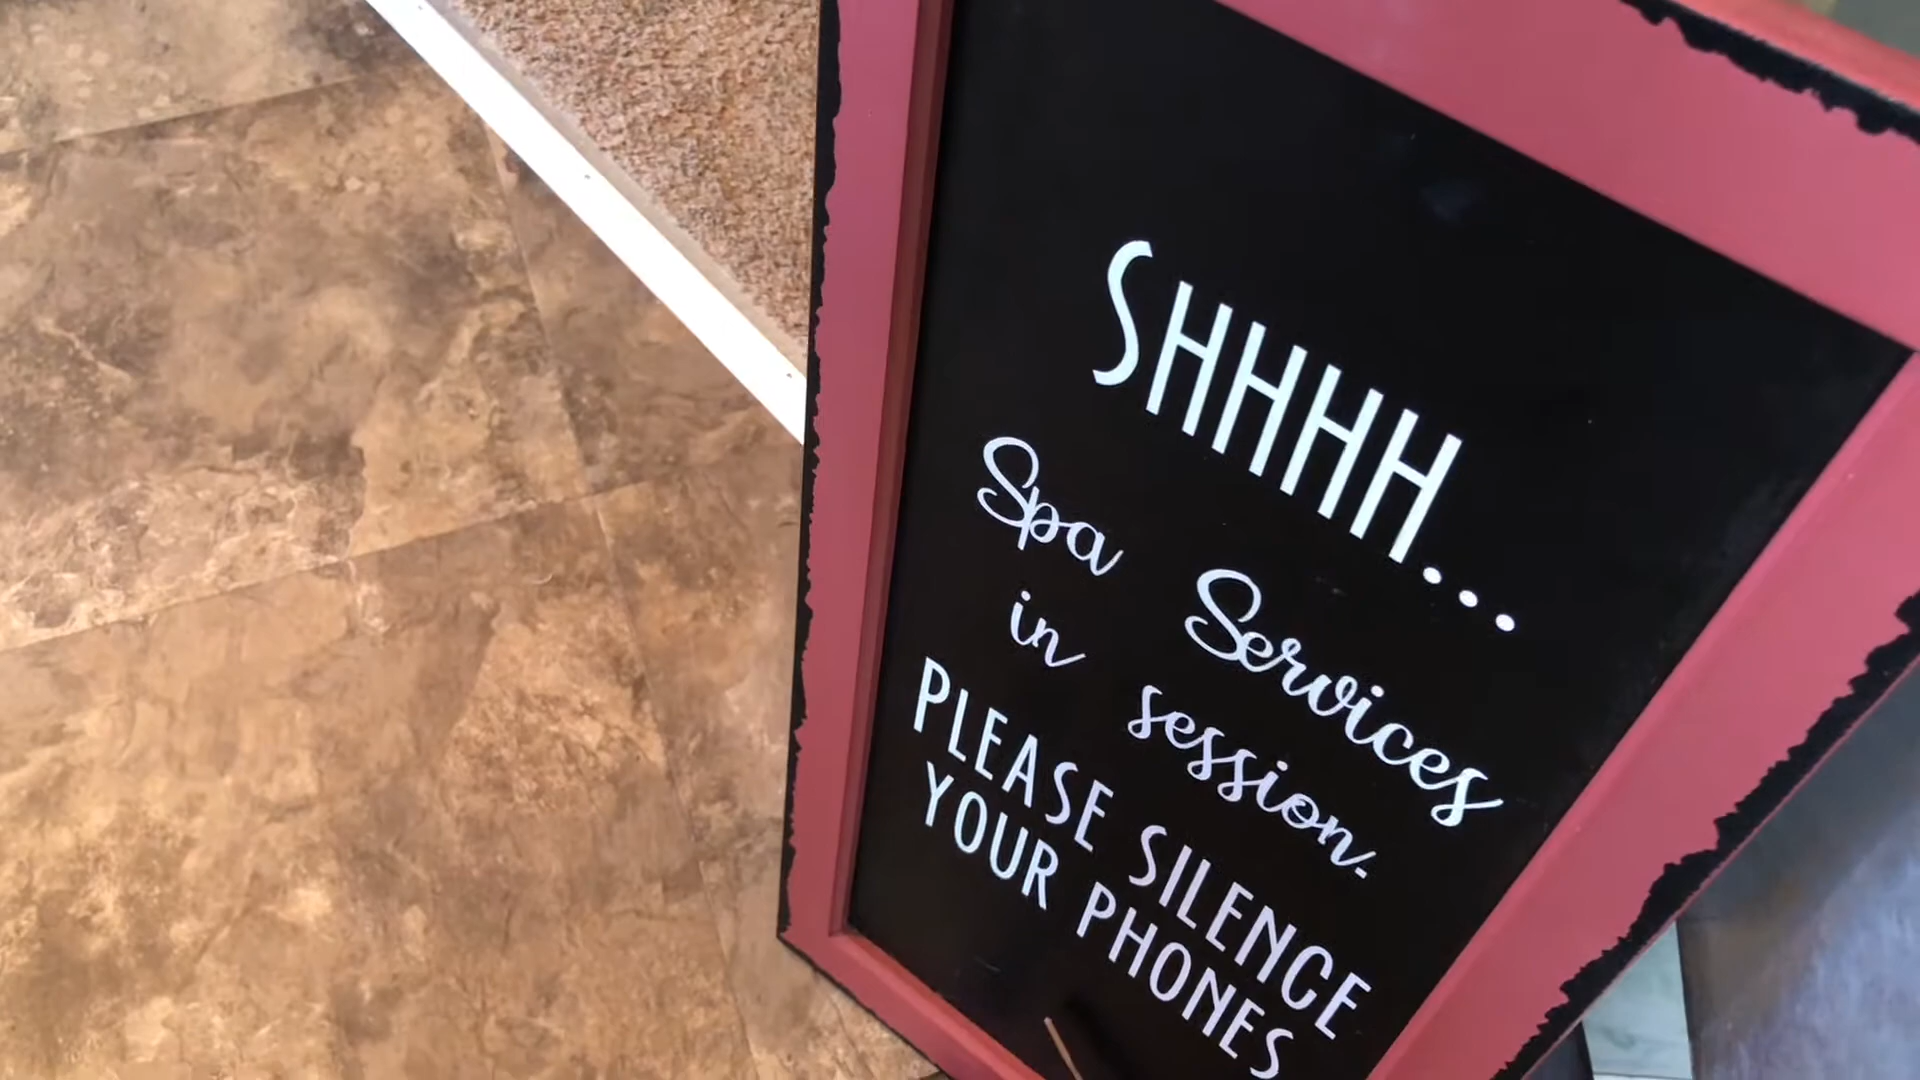 SHHHH...
Spa Services
in session.
PLEASE SILENCE
YOUR PHONES